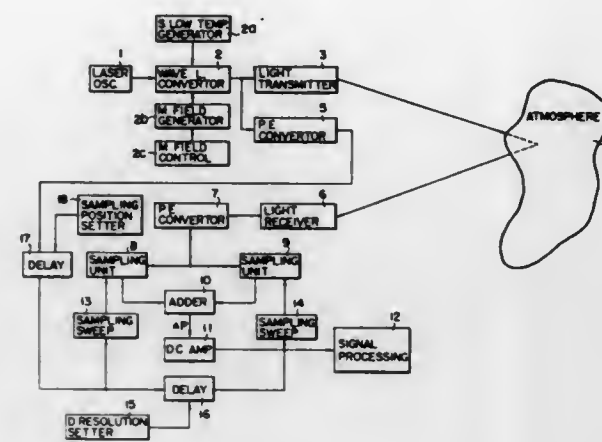 S LOW TEMP.
GENERATOR
2a
1
LASER
OSC.
2
WAVE L.
CONVERTOR
3
LIGHT
TRANSMITTER
2b
M FIELD
GENERATOR
5
P.E
CONVERTOR
2c
M FIELD
CONTROL
ATMOSPHERE
18
SAMPLING
POSITION
SETTER
7
P.E
CONVERTOR
6
LIGHT
RECEIVER
17
DELAY
8
SAMPLING
UNIT
9
SAMPLING
UNIT
10
ADDER
13
SAMPLING
SWEEP
ΔP
11
DC AMP
14
SAMPLING
SWEEP
12
SIGNAL
PROCESSING
DELAY
16
15
D RESOLUTION
SETTER